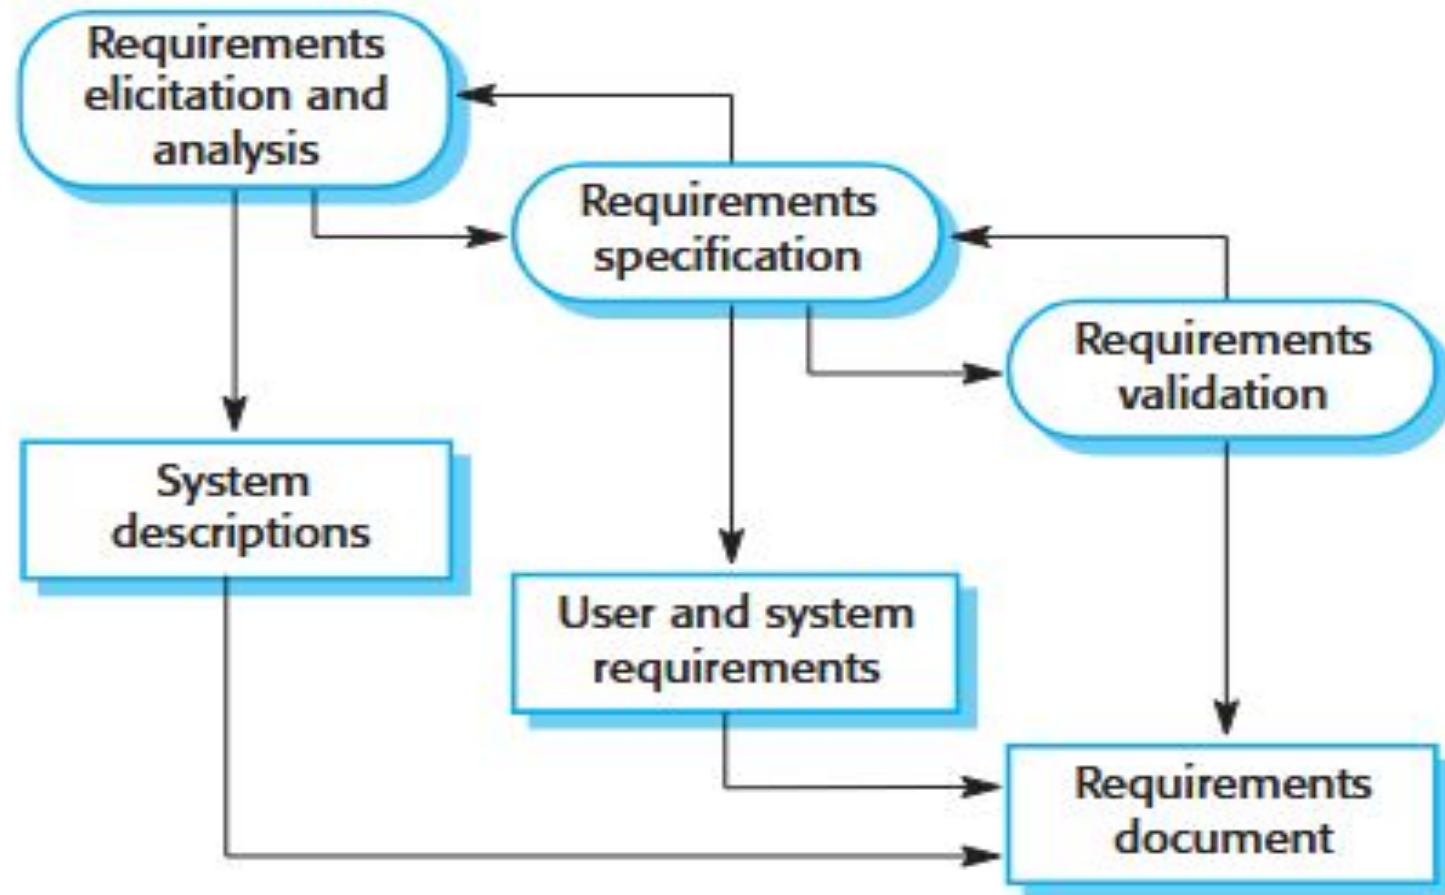 Requirements
elicitation and
analysis
Requirements
specification
Requirements
validation
System
descriptions
User and system
requirements
Requirements
document